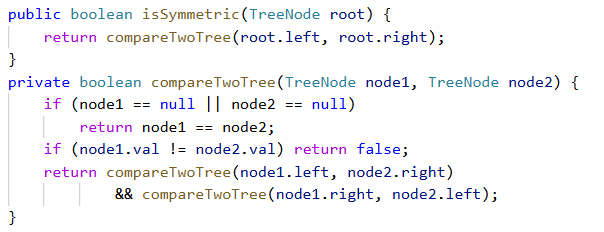 public boolean isSymmetric(TreeNode root) {
    return compareTwoTree(root.left, root.right);
}
private boolean compareTwoTree(TreeNode node1, TreeNode node2) {
    if (node1 == null || node2 == null)
        return node1 == node2;
    if (node1.val != node2.val) return false;
    return compareTwoTree(node1.left, node2.right)
            && compareTwoTree(node1.right, node2.left);
}